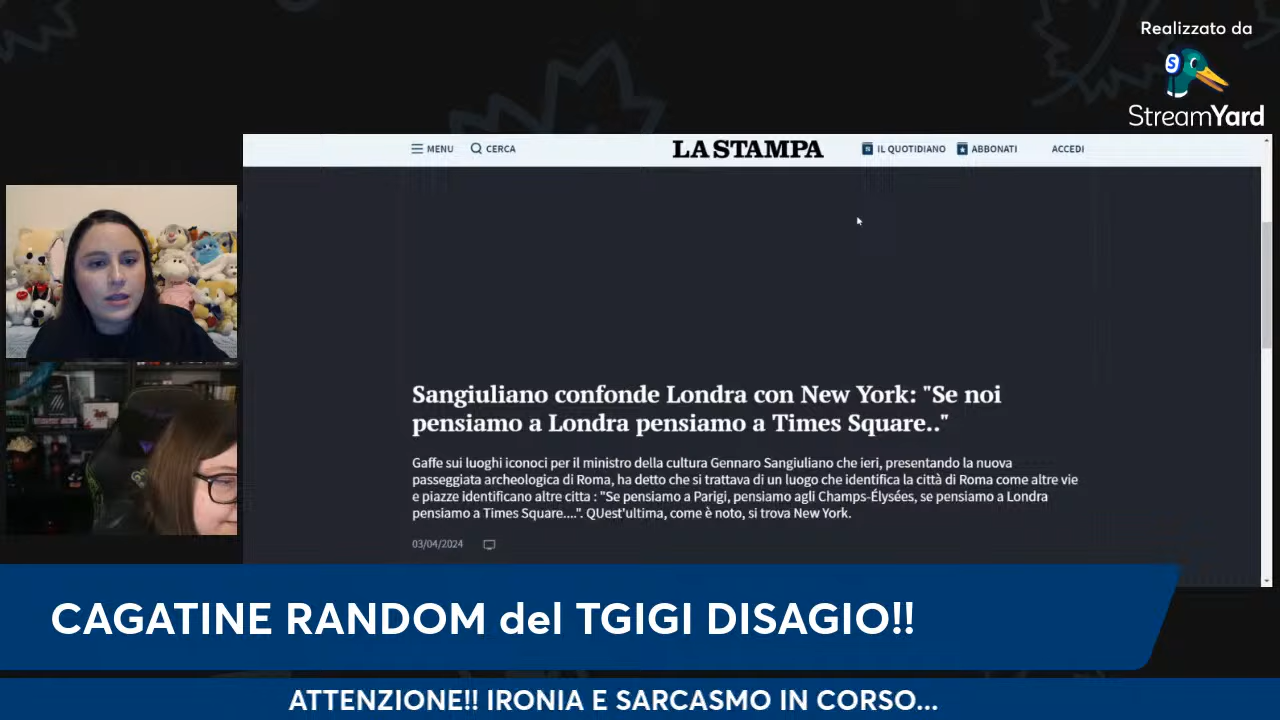 Realizzato da
StreamYard
MENU CERCA LA STAMPA IL QUOTIDIANO ABBONATI ACCEDI
Sangiuliano confonde Londra con New York: "Se noi
pensiamo a Londra pensiamo a Times Square.."
Gaffe sui luoghi iconoci per il ministro della cultura Gennaro Sangiuliano che ieri, presentando la nuova
passeggiata archeologica di Roma, ha detto che si trattava di un luogo che identifica la città di Roma come altre vie
e piazze identificano altre citta : "Se pensiamo a Parigi, pensiamo agli Champs-Élysées, se pensiamo a Londra
pensiamo a Times Square....". QUest'ultima, come è noto, si trova New York.
03/04/2024
CAGATINE RANDOM del TGIGI DISAGIO!!
ATTENZIONE!! IRONIA E SARCASMO IN CORSO...